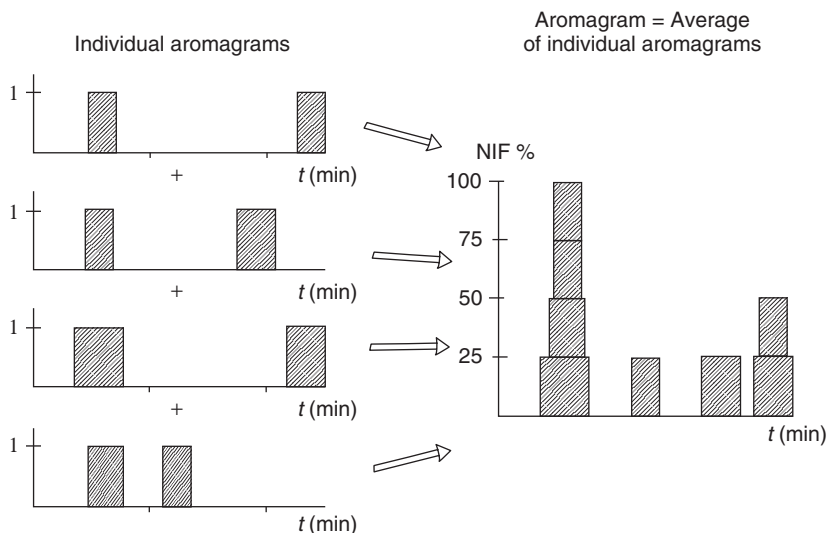 Individual aromagrams
1
t (min)
+
1
t (min)
+
1
t (min)
+
1
t (min)
Aromagram = Average
of individual aromagrams
NIF %
100
75
50
25
t (min)